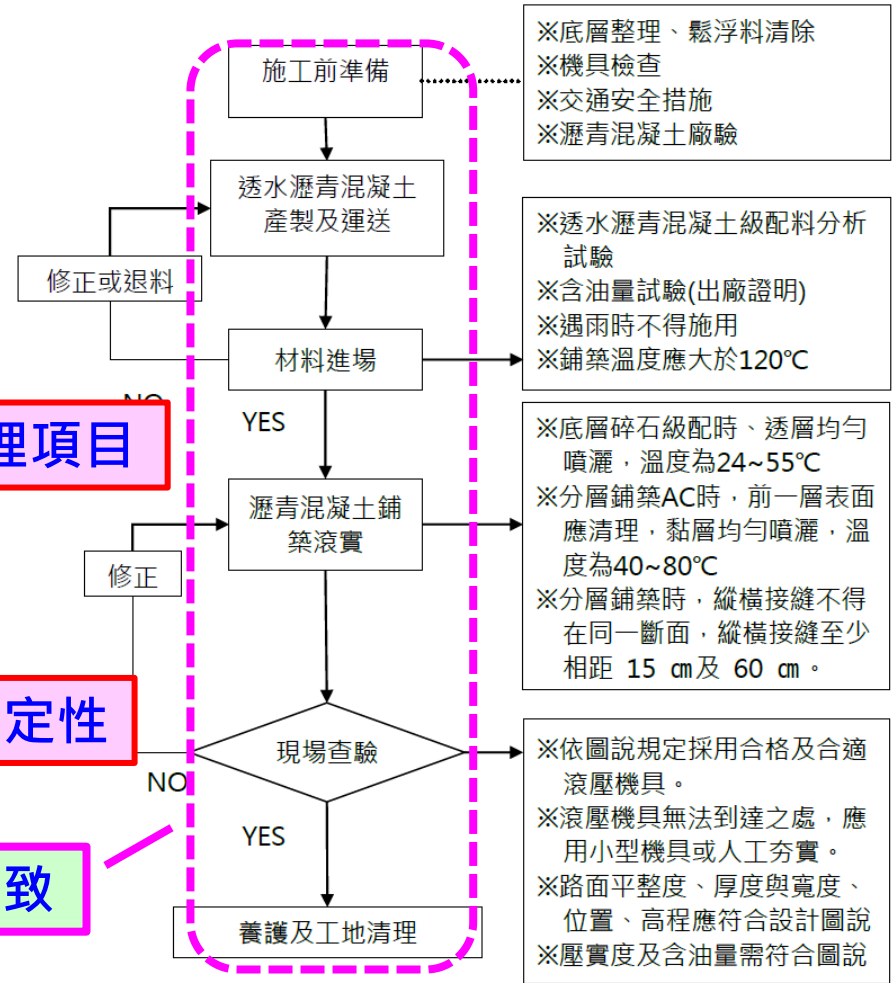 施工前準備
※底層整理、鬆浮料清除
※機具檢查
※交通安全措施
※瀝青混凝土廠驗
透水瀝青混凝土
產製及運送
修正或退料
材料進場
※透水瀝青混凝土級配料分析
試驗
※含油量試驗(出廠證明)
※遇雨時不得施用
※鋪築溫度應大於120℃
NO
YES
理項目
瀝青混凝土鋪
築滾實
修正
※底層碎石級配時、透層均勻
噴灑，溫度為24~55℃
※分層鋪築AC時，前一層表面
應清理，黏層均勻噴灑，溫
度為40~80℃
※分層鋪築時，縱橫接縫不得
在同一斷面，縱橫接縫至少
相距 15 ㎝及 60 ㎝。
定性
現場查驗
NO
YES
致
養護及工地清理
※依圖說規定採用合格及合適
滾壓機具。
※滾壓機具無法到達之處，應
用小型機具或人工夯實。
※路面平整度、厚度與寬度、
位置、高程應符合設計圖說
※壓實度及含油量需符合圖說